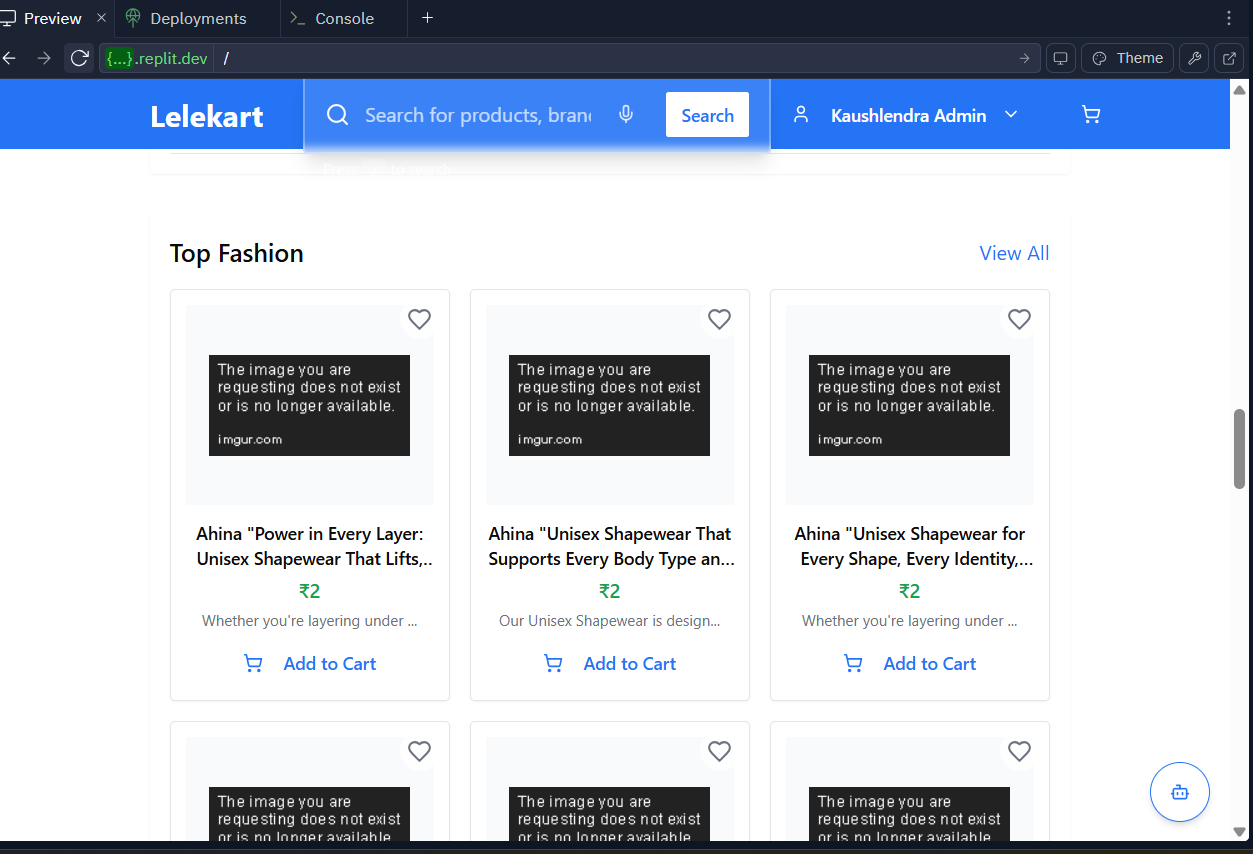 Preview
Deployments
Console
{...}.replit.dev /
Theme
Lelekart
Search for products, bran
Search
Kaushlendra Admin
Top Fashion
View All
The image you are
requesting does not exist
or is no longer available.
imgur.com
Ahina "Power in Every Layer:
Unisex Shapewear That Lifts,..
₹2
Whether you're layering under ...
Add to Cart
The image you are
requesting does not exist
or is no longer available.
imgur.com
Ahina "Unisex Shapewear That
Supports Every Body Type an...
₹2
Our Unisex Shapewear is design...
Add to Cart
The image you are
requesting does not exist
or is no longer available.
imgur.com
Ahina "Unisex Shapewear for
Every Shape, Every Identity,...
₹2
Whether you're layering under ...
Add to Cart
The image you are
requesting does not exist
or is no longer available.
The image you are
requesting does not exist
or is no longer available.
The image you are
requesting does not exist
or is no longer available.